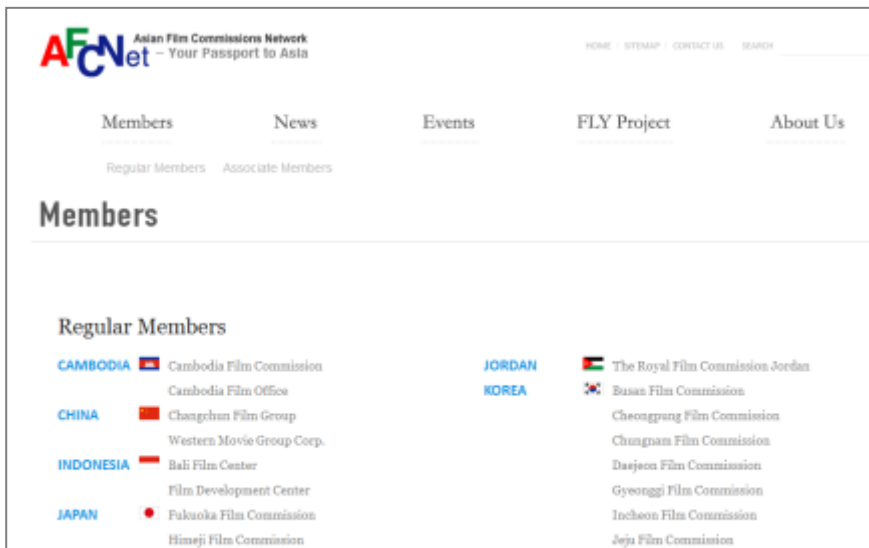 AFCNet Asian Film Commissions Network
– Your Passport to Asia
HOME | SITEMAP | CONTACT US SEARCH
Members News Events FLY Project About Us
Regular Members Associate Members
Members
Regular Members
CAMBODIA Cambodia Film Commission
Cambodia Film Office
CHINA Changchun Film Group
Western Movie Group Corp.
INDONESIA Bali Film Center
Film Development Center
JAPAN Fukuoka Film Commission
Himeji Film Commission
JORDAN The Royal Film Commission Jordan
KOREA Busan Film Commission
Cheongpung Film Commission
Chungnam Film Commission
Daejeon Film Commission
Gyeonggi Film Commission
Incheon Film Commission
Jeju Film Commission